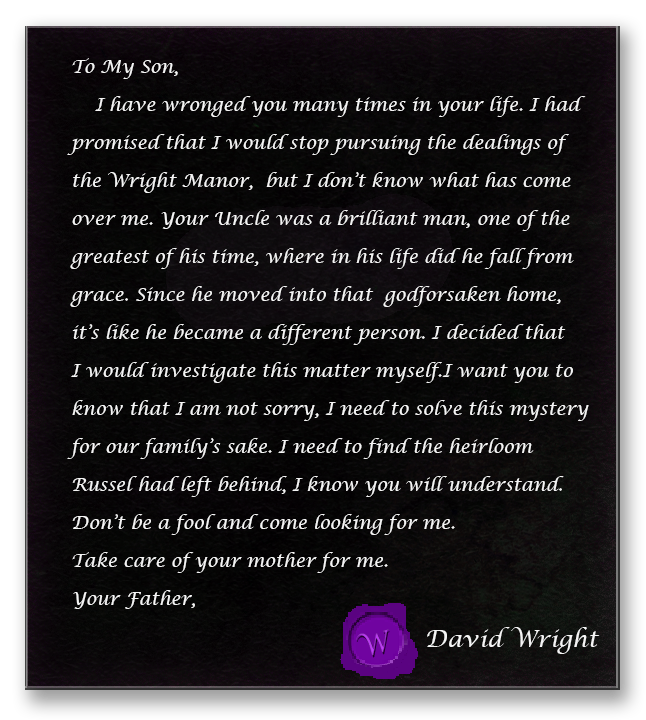 To My Son,
I have wronged you many times in your life. I had
promised that I would stop pursuing the dealings of
the Wright Manor,  but I don't know what has come
over me. Your Uncle was a brilliant man, one of the
greatest of his time, where in his life did he fall from
grace. Since he moved into that  godforsaken home,
it's like he became a different person. I decided that
I would investigate this matter myself.I want you to
know that I am not sorry, I need to solve this mystery
for our family's sake. I need to find the heirloom
Russel had left behind, I know you will understand.
Don't be a fool and come looking for me.
Take care of your mother for me.
Your Father,
W
David Wright